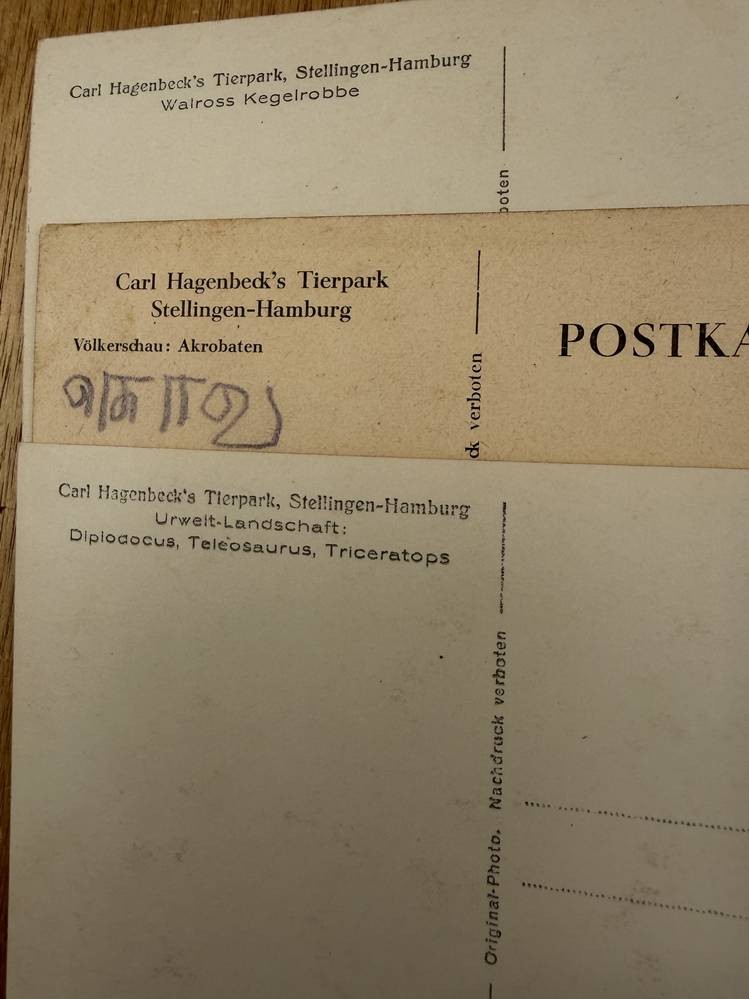 Carl Hagenbeck's Tierpark, Stellingen-Hamburg
Walross Kegelrobbe
boten
Carl Hagenbeck's Tierpark
Stellingen-Hamburg
Völkerschau: Akrobaten
ck verboten
POSTKA
Carl Hagenbeck's Tierpark, Stellingen-Hamburg
Urwelt-Landschaft:
Diplodocus, Teleosaurus, Triceratops
Original-Photo. Nachdruck verboten